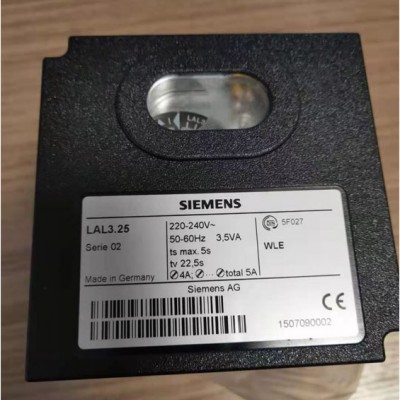 LAL
SIEMENS
LAL3.25
Serie 02
220-240V~
50-60Hz 3,5VA
ts max. 5s
tv 22,5s
⊘4A; ⊘ ··· ⊘total 5A
5F027
WLE
Made in Germany
Siemens AG
CE
1507090002